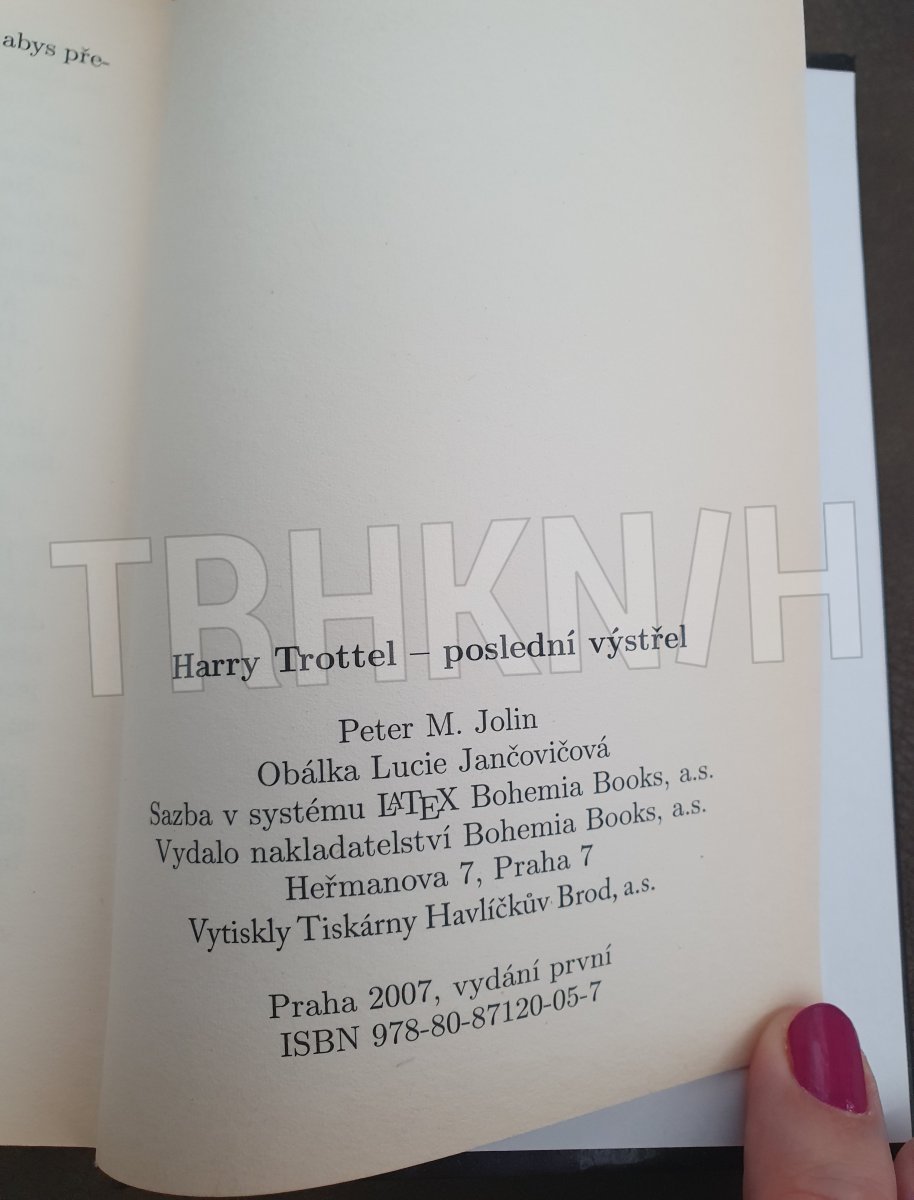 abys pře-
TRHKN/H
Harry Trottel – poslední výstřel
Peter M. Jolin
Obálka Lucie Jančovičová
Sazba v systému LATEX Bohemia Books, a.s.
Vydalo nakladatelství Bohemia Books, a.s.
Heřmanova 7, Praha 7
Vytiskly Tiskárny Havlíčkův Brod, a.s.
Praha 2007, vydání první
ISBN 978-80-87120-05-7